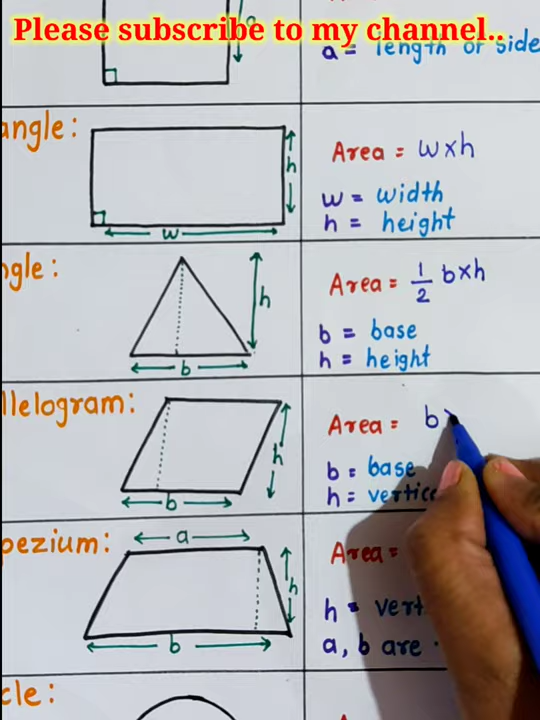 Please subscribe to my channel..
a
a = length of side
angle:
h
w
Area = w×h
w = width
h = height
ngle:
h
b
Area = 1/2 b×h
b = base
h = height
llelogram:
h
b
Area = b
b = base
h = vertic
pezium:
a
h
b
Area =
h = vert
a, b are
cle: